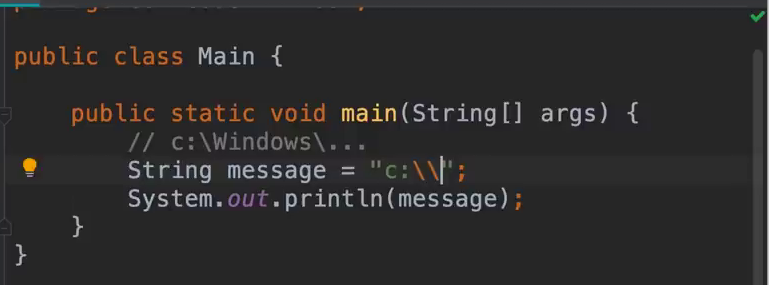 public class Main {
public static void main(String[] args) {
// c:\Windows\...
String message = "c:\\";
System.out.println(message);
}
}